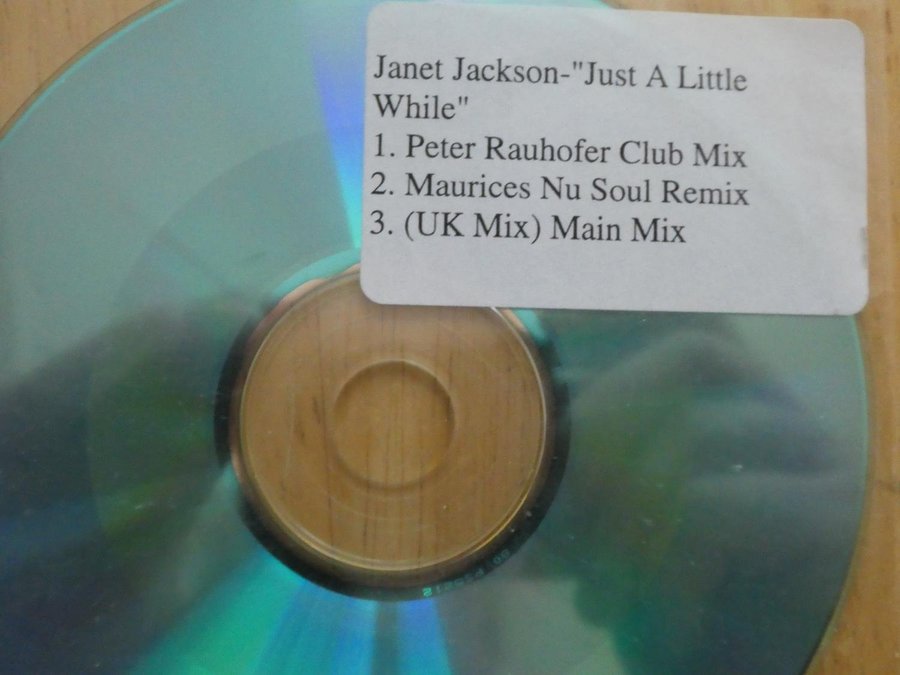 Janet Jackson-"Just A Little
While"
1. Peter Rauhofer Club Mix
2. Maurices Nu Soul Remix
3. (UK Mix) Main Mix